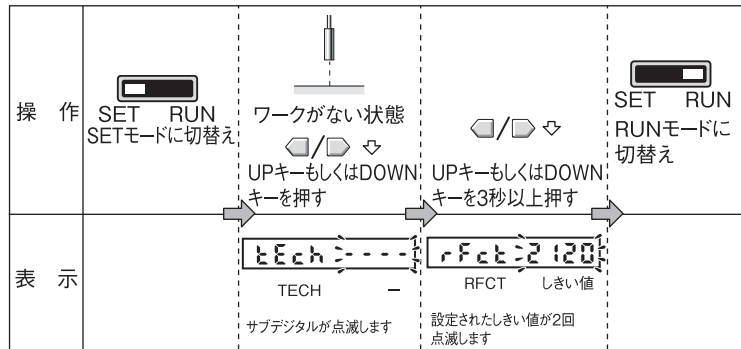 操 作
SET RUN
SETモードに切替え
ワークがない状態
UPキーもしくはDOWN
キーを押す
UPキーもしくはDOWN
キーを3秒以上押す
SET RUN
RUNモードに
切替え
表 示
tEch ----
TECH –
サブデジタルが点滅します
rFct 2120
RFCT しきい値
設定されたしきい値が2回
点滅します